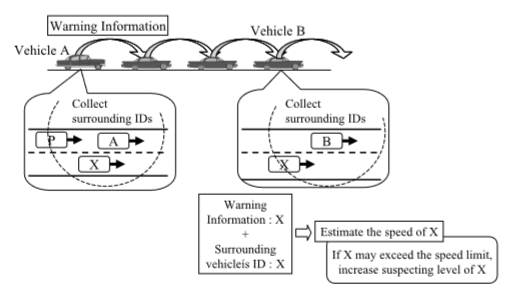 Warning Information
Vehicle A
Vehicle B
Collect
surrounding IDs
P
A
X
Collect
surrounding IDs
B
X
Warning
Information : X
+
Surrounding
vehicleis ID : X
Estimate the speed of X
If X may exceed the speed limit,
increase suspecting level of X